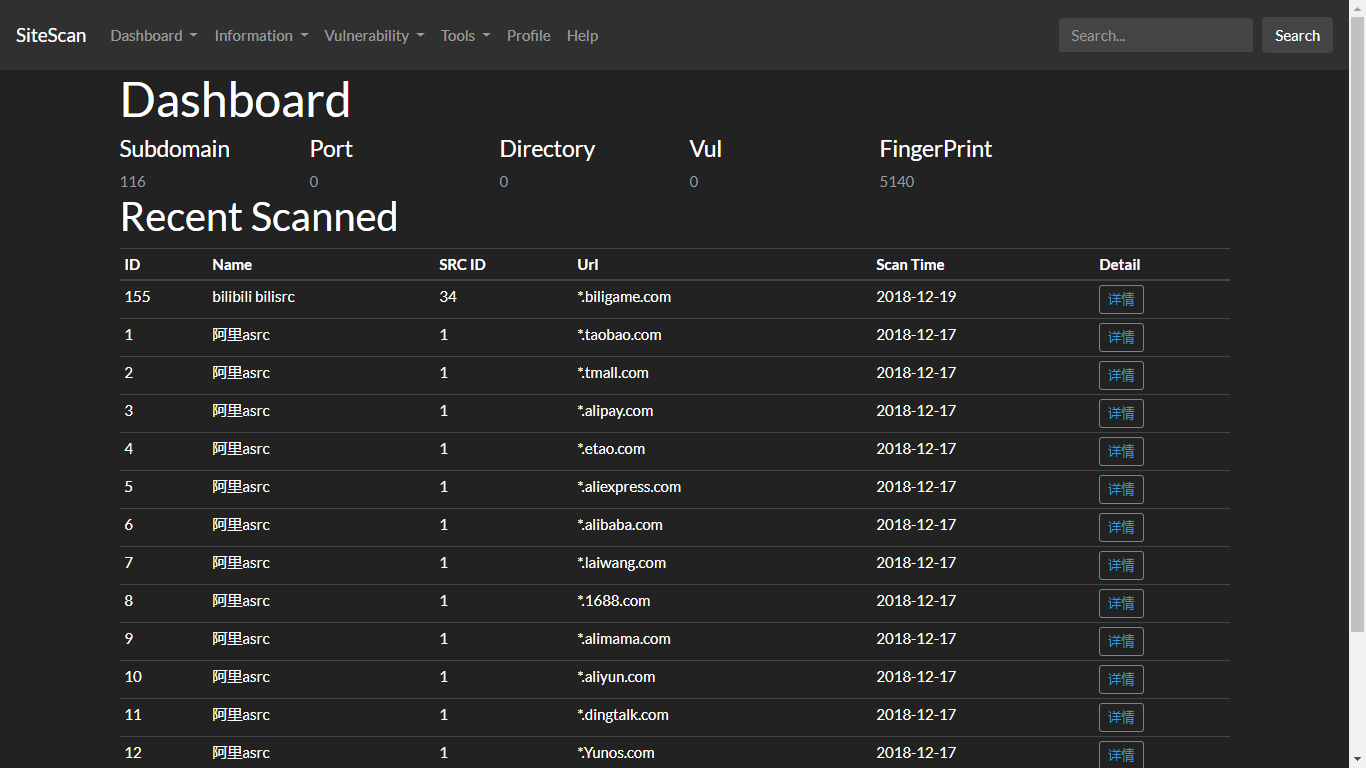 SiteScan Dashboard Information Vulnerability Tools Profile Help Search... Search
Dashboard
Subdomain Port Directory Vul FingerPrint
116 0 0 0 5140
Recent Scanned
ID Name SRC ID Url Scan Time Detail
155 bilibili bilisrc 34 *.biligame.com 2018-12-19 详情
1 阿里asrc 1 *.taobao.com 2018-12-17 详情
2 阿里asrc 1 *.tmall.com 2018-12-17 详情
3 阿里asrc 1 *.alipay.com 2018-12-17 详情
4 阿里asrc 1 *.etao.com 2018-12-17 详情
5 阿里asrc 1 *.aliexpress.com 2018-12-17 详情
6 阿里asrc 1 *.alibaba.com 2018-12-17 详情
7 阿里asrc 1 *.laiwang.com 2018-12-17 详情
8 阿里asrc 1 *.1688.com 2018-12-17 详情
9 阿里asrc 1 *.alimama.com 2018-12-17 详情
10 阿里asrc 1 *.aliyun.com 2018-12-17 详情
11 阿里asrc 1 *.dingtalk.com 2018-12-17 详情
12 阿里asrc 1 *.Yunos.com 2018-12-17 详情